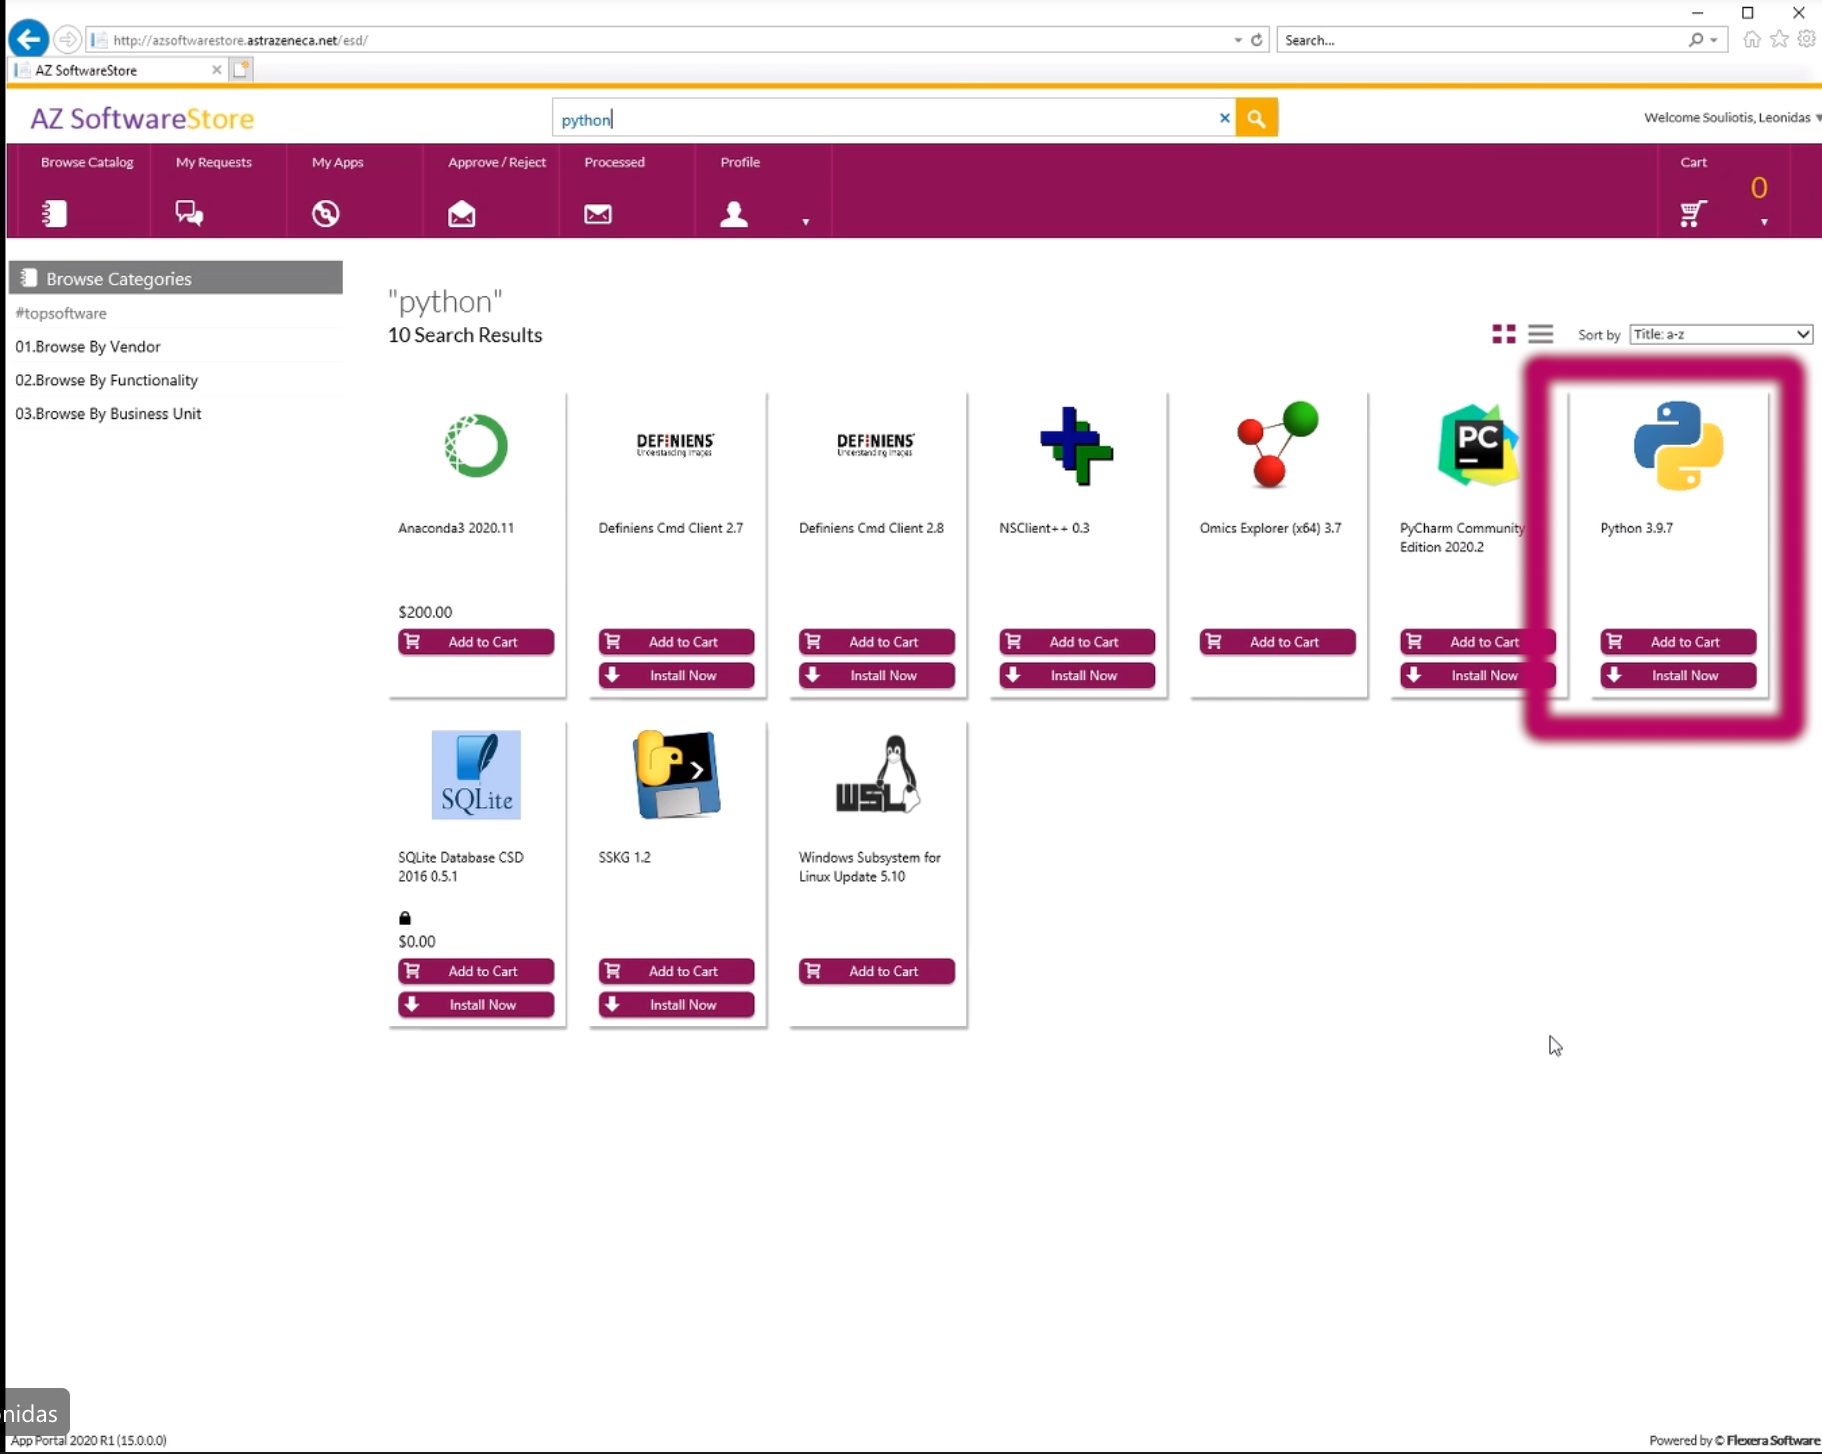 http://azsoftwarestore.astrazeneca.net/esd/
Search...
AZ SoftwareStore
AZ SoftwareStore
python
Welcome Souliotis, Leonidas
Browse Catalog
My Requests
My Apps
Approve / Reject
Processed
Profile
Cart
0
Browse Categories
#topsoftware
01.Browse By Vendor
02.Browse By Functionality
03.Browse By Business Unit
"python"
10 Search Results
Sort by
Title: a-z
Anaconda3 2020.11
$200.00
Add to Cart
DEFINIENS
Understanding Images
Definiens Cmd Client 2.7
Add to Cart
Install Now
DEFINIENS
Understanding Images
Definiens Cmd Client 2.8
Add to Cart
Install Now
NSClient++ 0.3
Add to Cart
Install Now
Omics Explorer (x64) 3.7
Add to Cart
PC
PyCharm Community
Edition 2020.2
Add to Cart
Install Now
Python 3.9.7
Add to Cart
Install Now
SQLite
SQLite Database CSD
2016 0.5.1
$0.00
Add to Cart
Install Now
SSKG 1.2
Add to Cart
Install Now
WSL
Windows Subsystem for
Linux Update 5.10
Add to Cart
nidas
App Portal 2020 R1 (15.0.0.0)
Powered by © Flexera Software